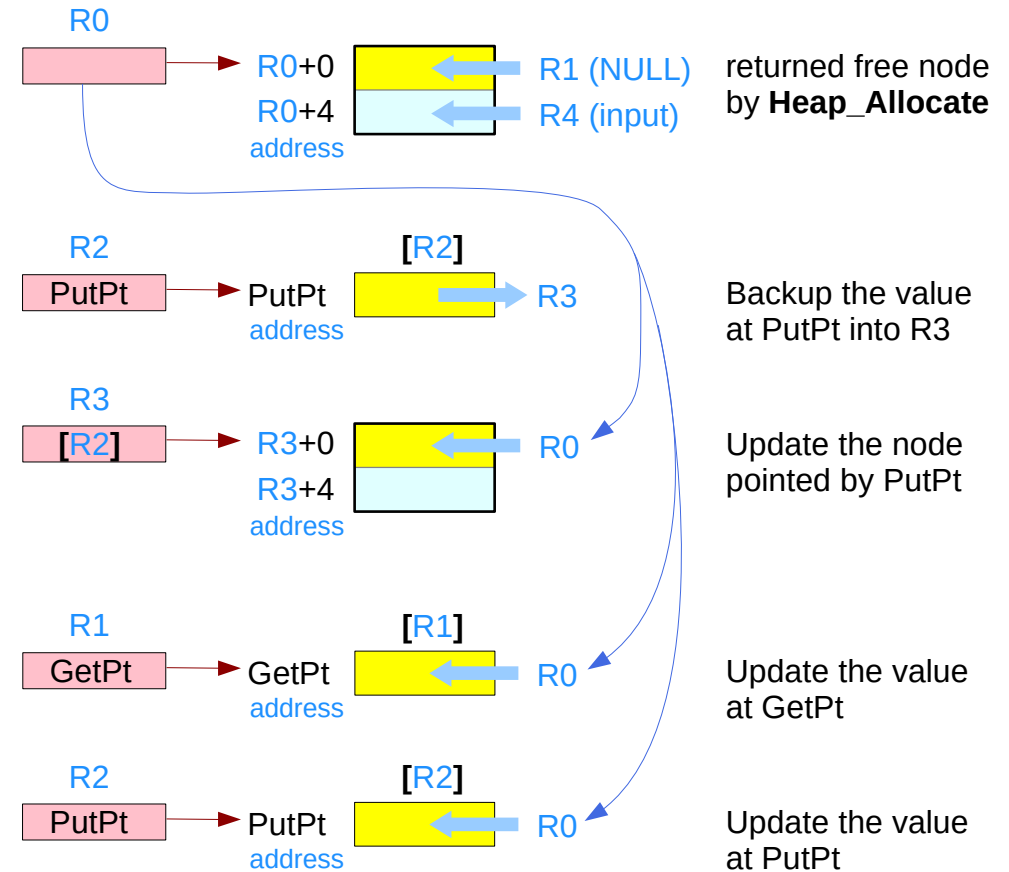 R0
R0+0
R1 (NULL)
returned free node
R0+4
R4 (input)
by Heap_Allocate
address
R2
[R2]
PutPt
PutPt
R3
Backup the value
address
at PutPt into R3
R3
[R2]
R3+0
R0
Update the node
R3+4
pointed by PutPt
address
R1
[R1]
GetPt
GetPt
R0
Update the value
address
at GetPt
R2
[R2]
PutPt
PutPt
R0
Update the value
address
at PutPt